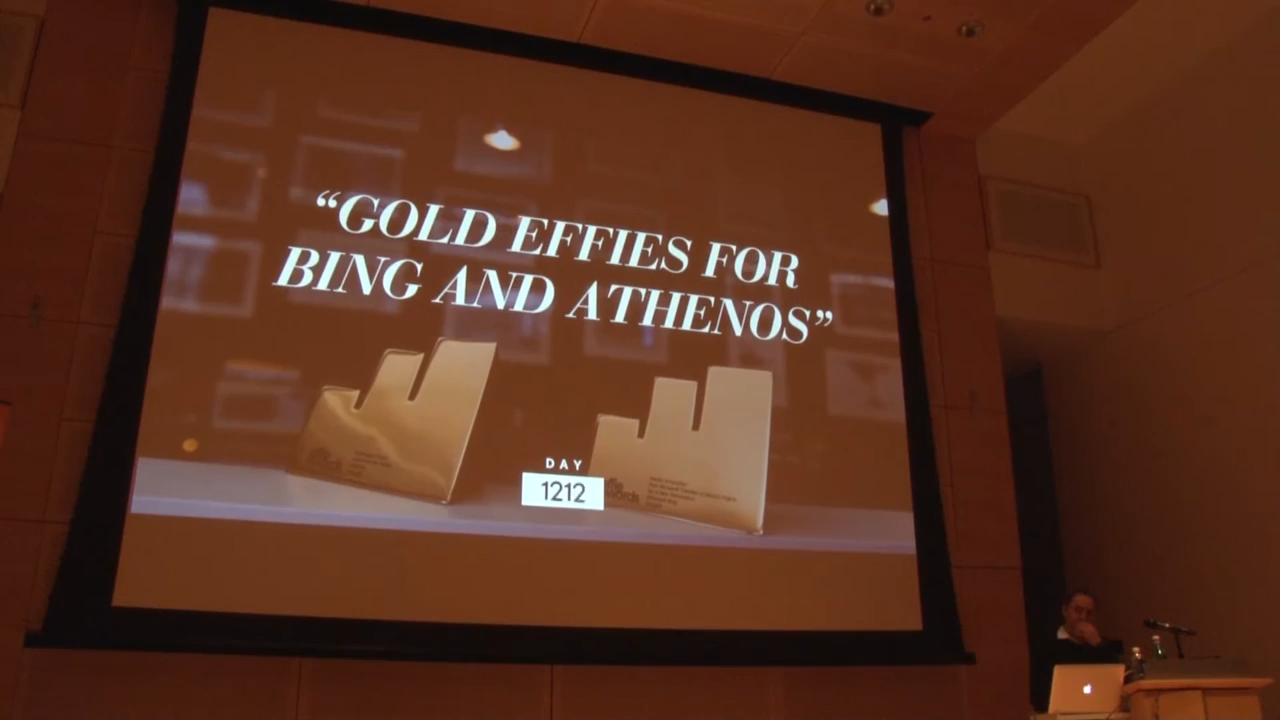 “GOLD EFFIES FOR
BING AND ATHENOS”
DAY
1212